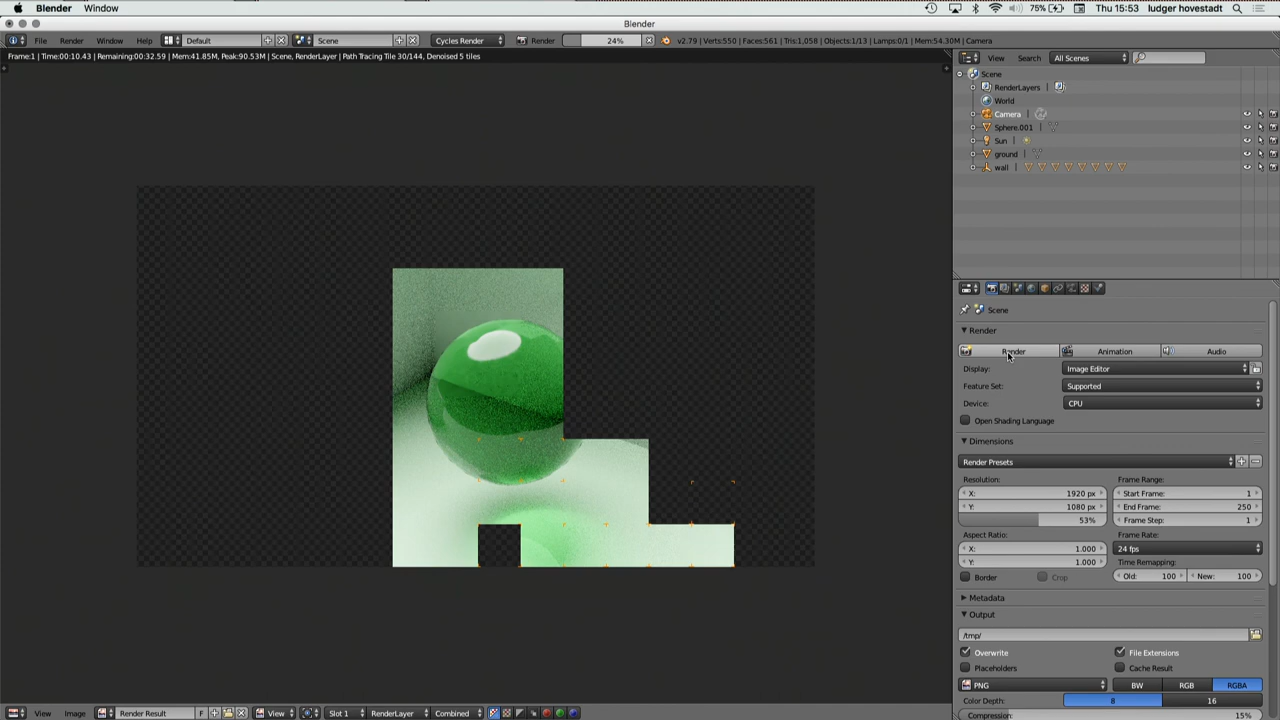 Blender Window 75% Thu 15:53 ludger hovestadt
Blender
File Render Window Help Default Scene Cycles Render Render 24% v2.79 | Verts:550 | Faces:561 | Tris:1,058 | Objects:1/13 | Lamps:0/1 | Mem:54.30M | Camera
Frame:1 | Time:00:10.43 | Remaining:00:32.59 | Mem:41.85M, Peak:90.53M | Scene, RenderLayer | Path Tracing Tile 30/144, Denoised 5 tiles
View Search All Scenes
Scene
RenderLayers
World
Camera
Sphere.001
Sun
ground
wall
Scene
Render
Render Animation Audio
Display: Image Editor
Feature Set: Supported
Device: CPU
Open Shading Language
Dimensions
Render Presets
Resolution: Frame Range:
X: 1920 px Start Frame: 1
Y: 1080 px End Frame: 250
53% Frame Step: 1
Aspect Ratio: Frame Rate:
X: 1.000 24 fps
Y: 1.000 Time Remapping:
Border Crop Old: 100 New: 100
Metadata
Output
/tmp/
Overwrite File Extensions
Placeholders Cache Result
PNG BW RGB RGBA
Color Depth: 8 16
Compression: 15%
View Image Render Result F View Slot 1 RenderLayer Combined